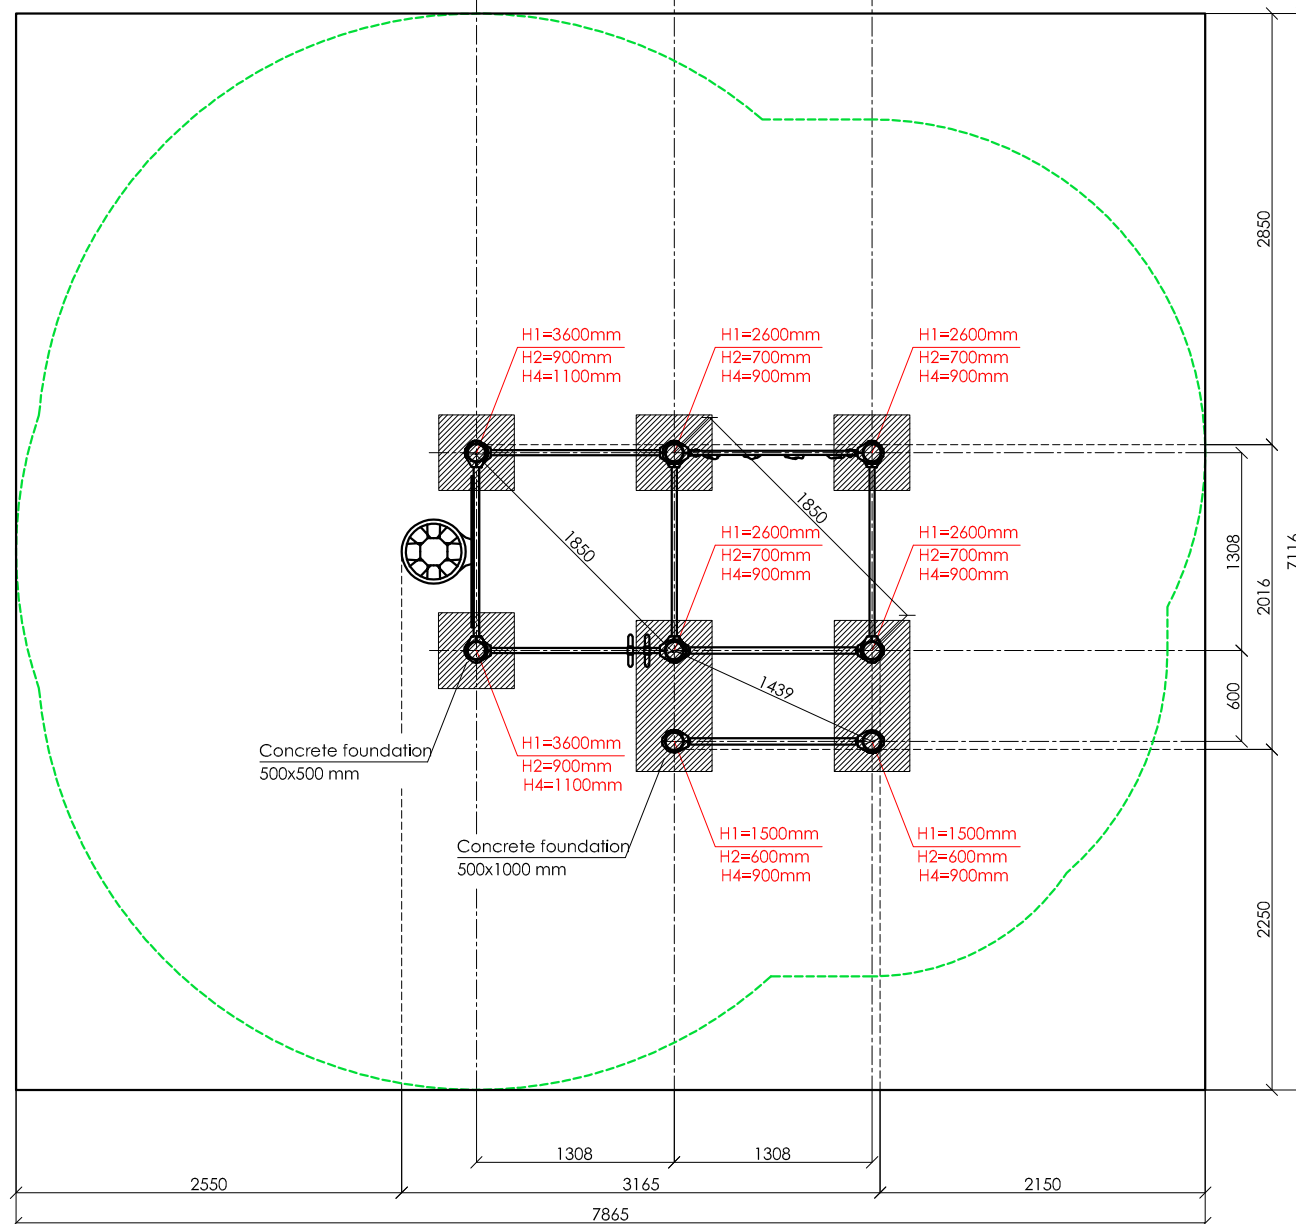 2850
H1=3600mm
H2=900mm
H4=1100mm
H1=2600mm
H2=700mm
H4=900mm
H1=2600mm
H2=700mm
H4=900mm
1850
1850
H1=2600mm
H2=700mm
H4=900mm
H1=2600mm
H2=700mm
H4=900mm
1308
2016
7116
600
1439
Concrete foundation
500x500 mm
H1=3600mm
H2=900mm
H4=1100mm
Concrete foundation
500x1000 mm
H1=1500mm
H2=600mm
H4=900mm
H1=1500mm
H2=600mm
H4=900mm
2250
1308
1308
2550
3165
2150
7865